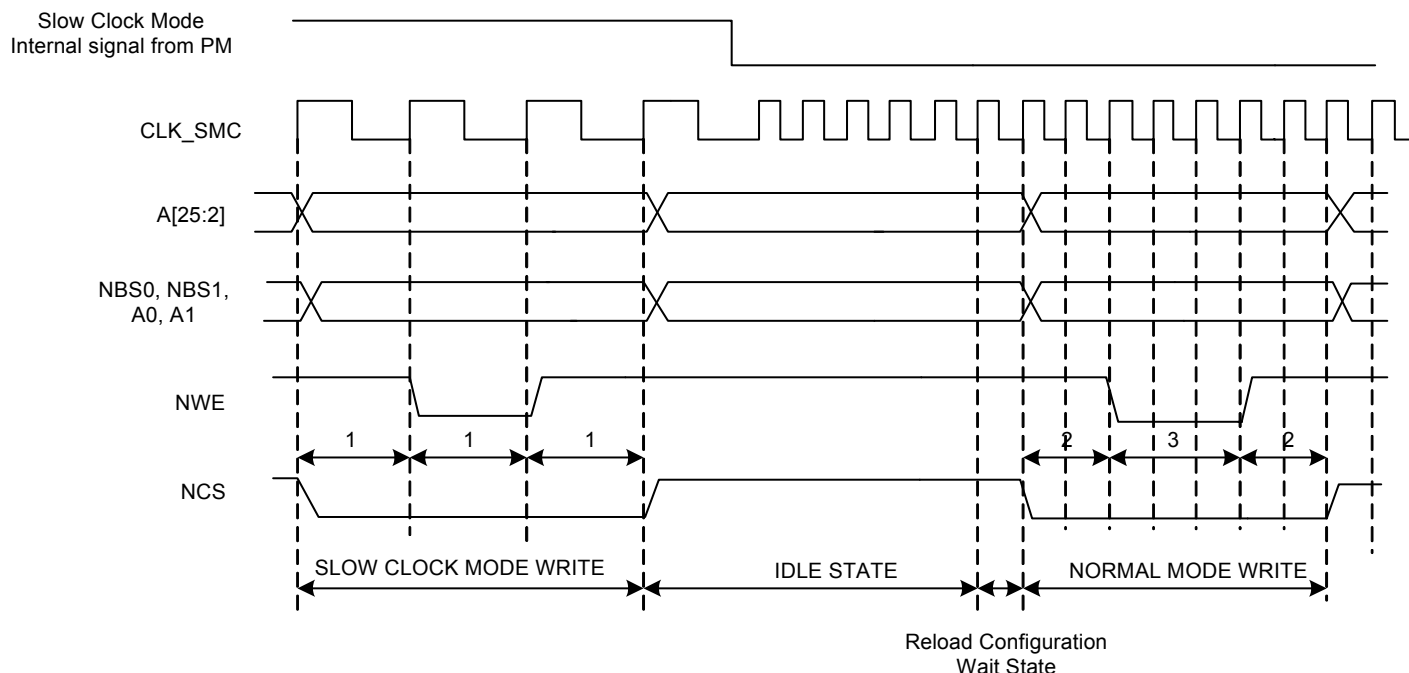 Slow Clock Mode
Internal signal from PM
CLK_SMC
A[25:2]
NBS0, NBS1,
A0, A1
NWE
1 1 1 2 3 2
NCS
SLOW CLOCK MODE WRITE IDLE STATE NORMAL MODE WRITE
Reload Configuration
Wait State